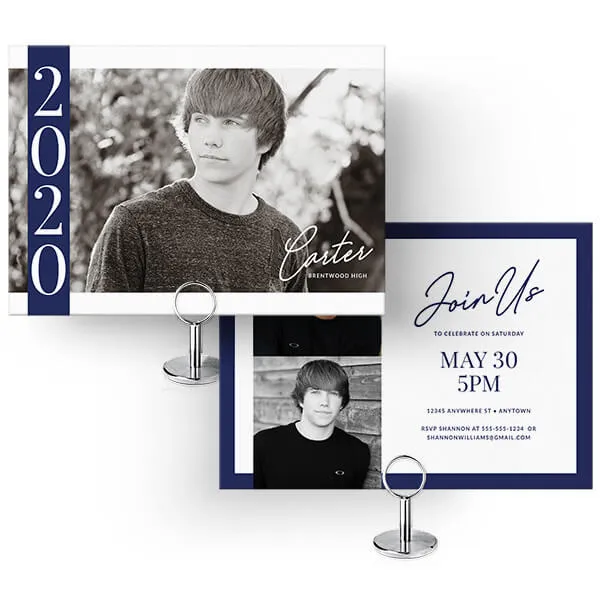 2020
Carter
BRENTWOOD HIGH
Join Us
TO CELEBRATE ON SATURDAY
MAY 30
5PM
12345 ANYWHERE ST • ANYTOWN
RSVP SHANNON AT 555-555-1234 OR
SHANNONWILLIAMS@GMAIL.COM